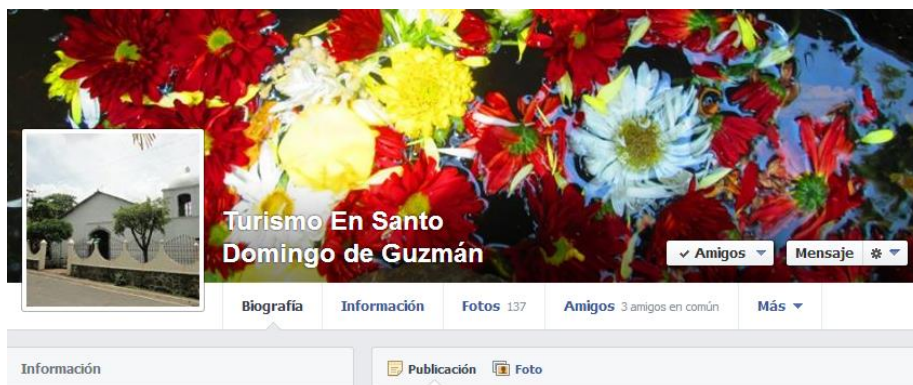 Turismo En Santo
Domingo de Guzmán
✓ Amigos
Mensaje
Biografía Información Fotos 137 Amigos 3 amigos en común Más
Información
Publicación Foto